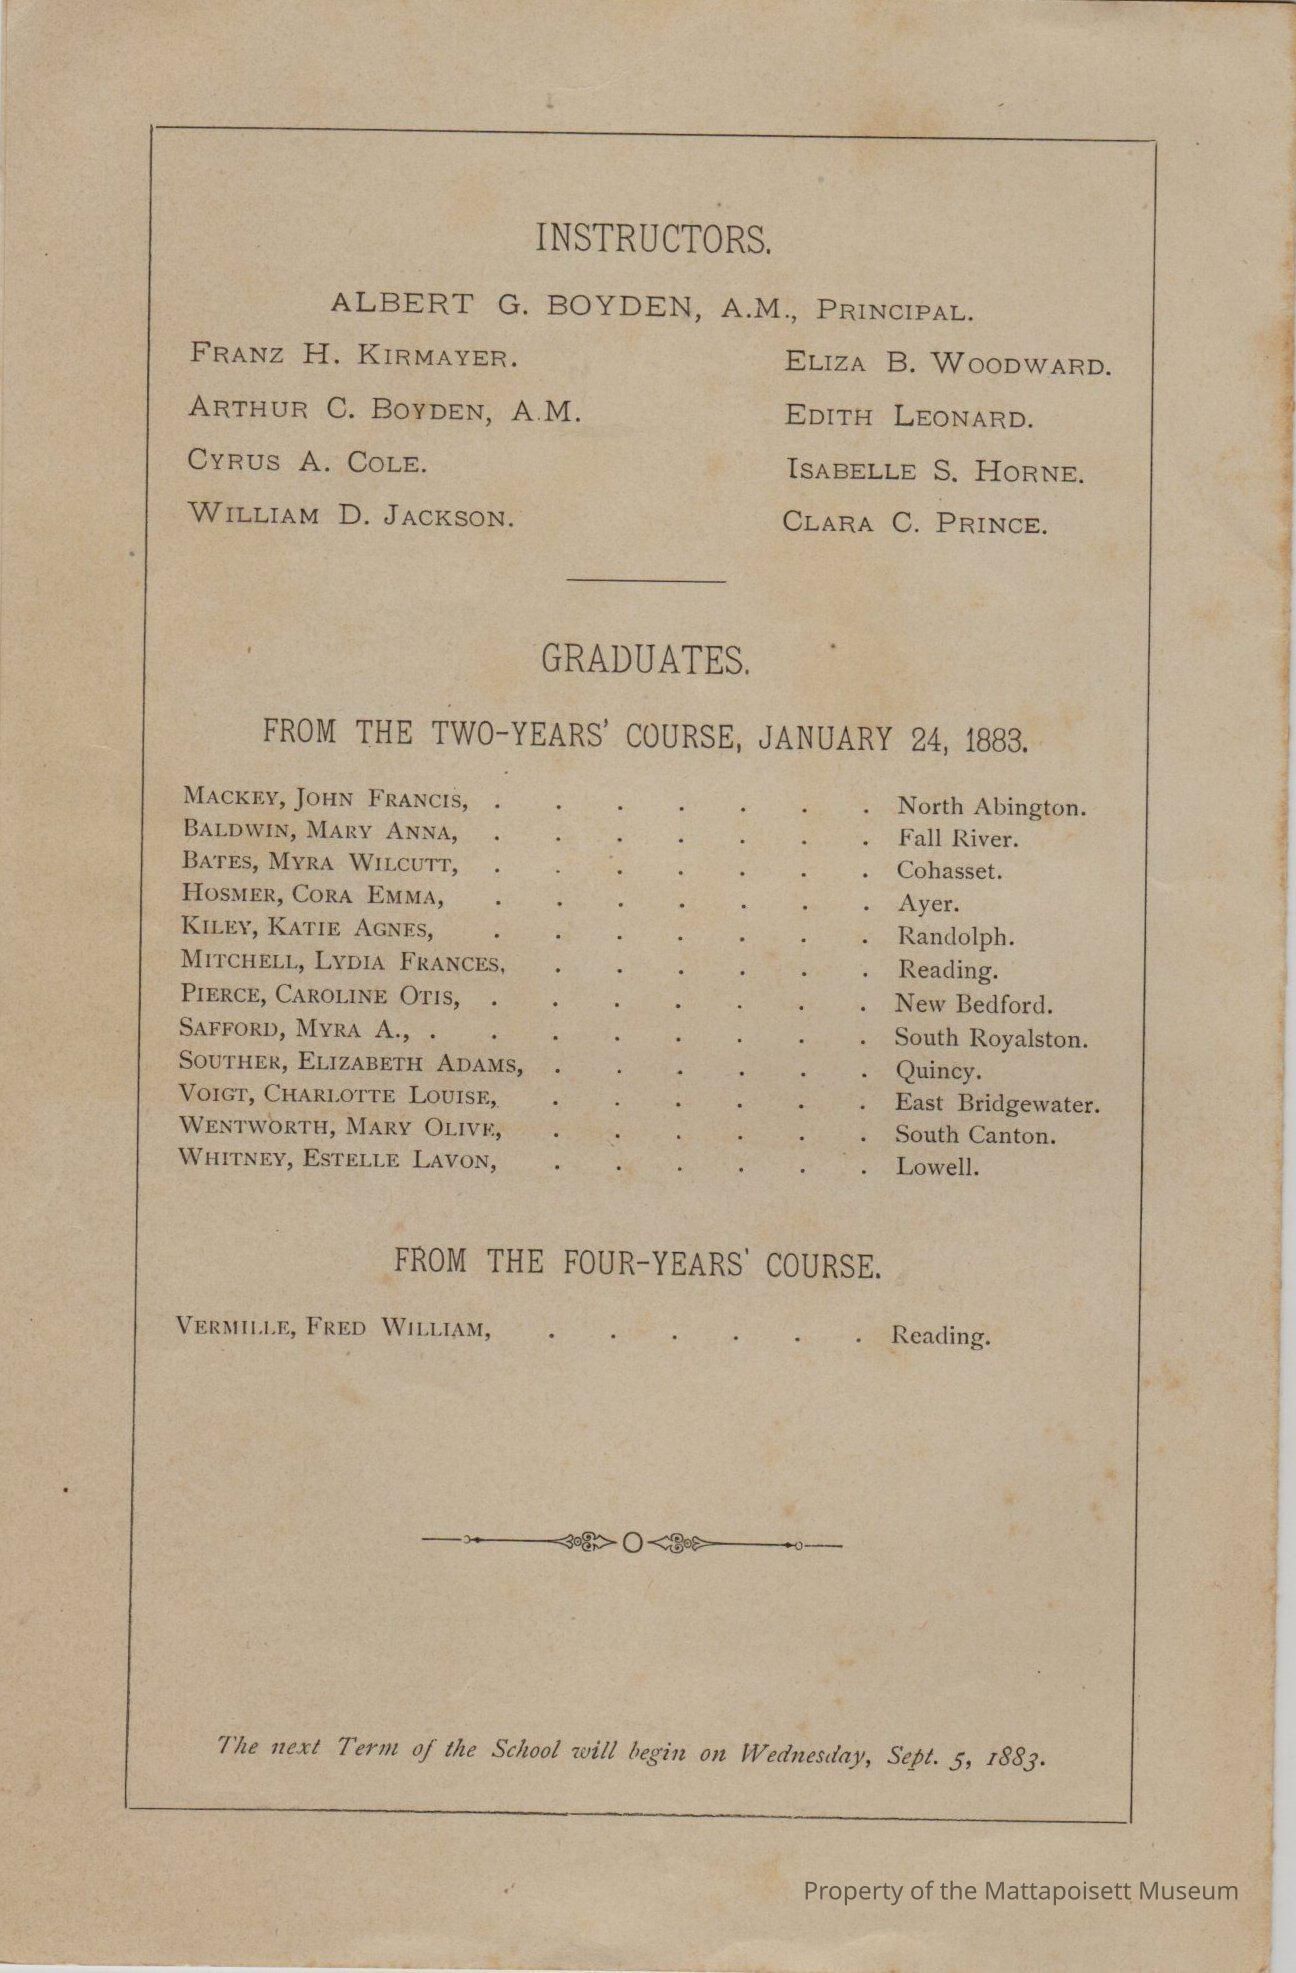 INSTRUCTORS.
ALBERT G. BOYDEN, A.M., PRINCIPAL.
FRANZ H. KIRMAYER. ELIZA B. WOODWARD.
ARTHUR C. BOYDEN, A.M. EDITH LEONARD.
CYRUS A. COLE. ISABELLE S. HORNE.
WILLIAM D. JACKSON. CLARA C. PRINCE.
GRADUATES.
FROM THE TWO-YEARS' COURSE, JANUARY 24, 1883.
MACKEY, JOHN FRANCIS, . . . . . . . North Abington.
BALDWIN, MARY ANNA, . . . . . . . Fall River.
BATES, MYRA WILCUTT, . . . . . . . Cohasset.
HOSMER, CORA EMMA, . . . . . . . Ayer.
KILEY, KATIE AGNES, . . . . . . . Randolph.
MITCHELL, LYDIA FRANCES, . . . . . . Reading.
PIERCE, CAROLINE OTIS, . . . . . . . New Bedford.
SAFFORD, MYRA A., . . . . . . . . South Royalston.
SOUTHER, ELIZABETH ADAMS, . . . . . . Quincy.
VOIGT, CHARLOTTE LOUISE, . . . . . . East Bridgewater.
WENTWORTH, MARY OLIVE, . . . . . . South Canton.
WHITNEY, ESTELLE LAVON, . . . . . . Lowell.
FROM THE FOUR-YEARS' COURSE.
VERMILLE, FRED WILLIAM, . . . . . . Reading.
The next Term of the School will begin on Wednesday, Sept. 5, 1883.
Property of the Mattapoisett Museum